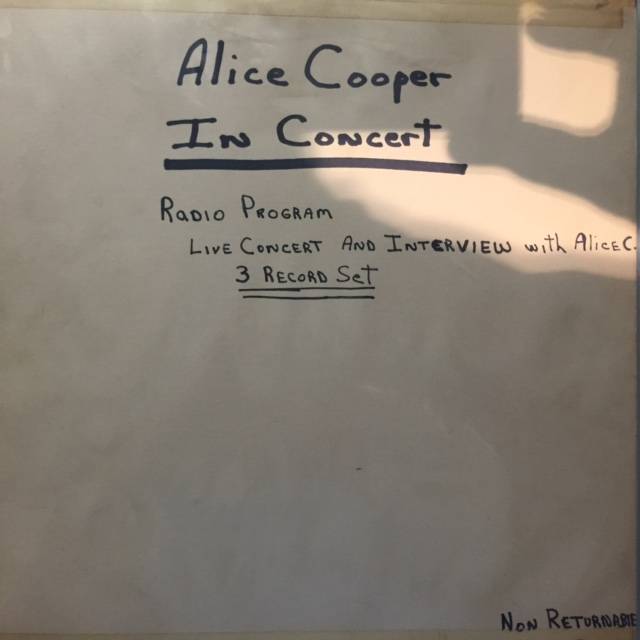 Alice Cooper
In Concert
Radio Program
Live Concert And Interview with Alice C.
3 Record Set
Non Returnable